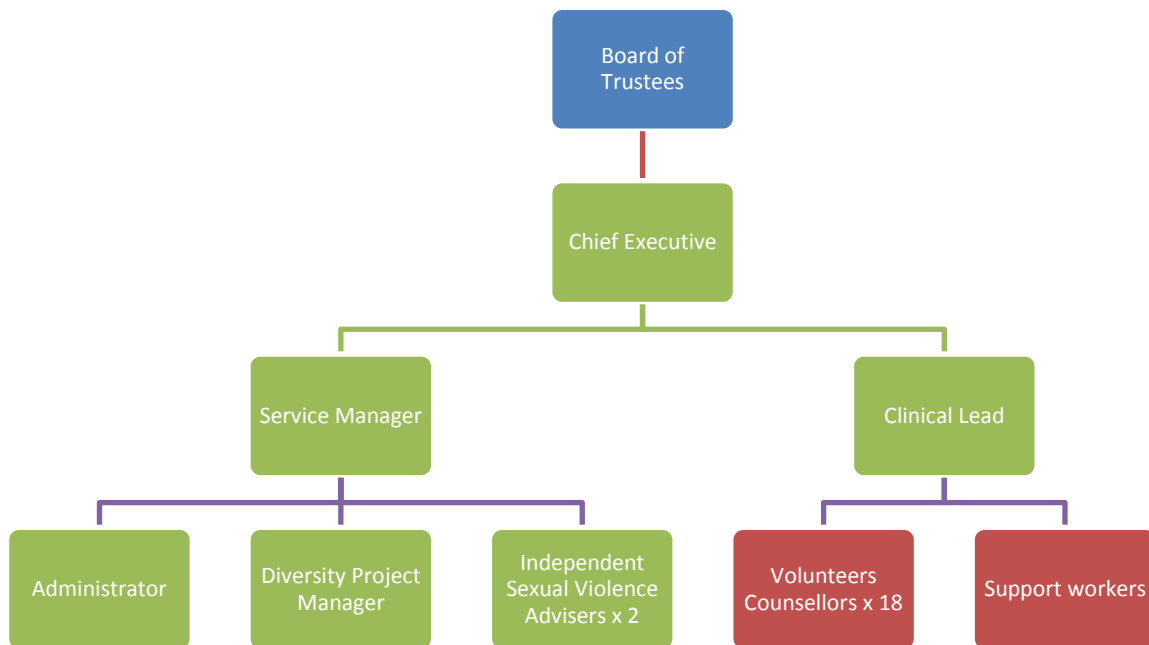 Board of
Trustees
Chief Executive
Service Manager
Clinical Lead
Administrator
Diversity Project
Manager
Independent
Sexual Violence
Advisers x 2
Volunteers
Counsellors x 18
Support workers